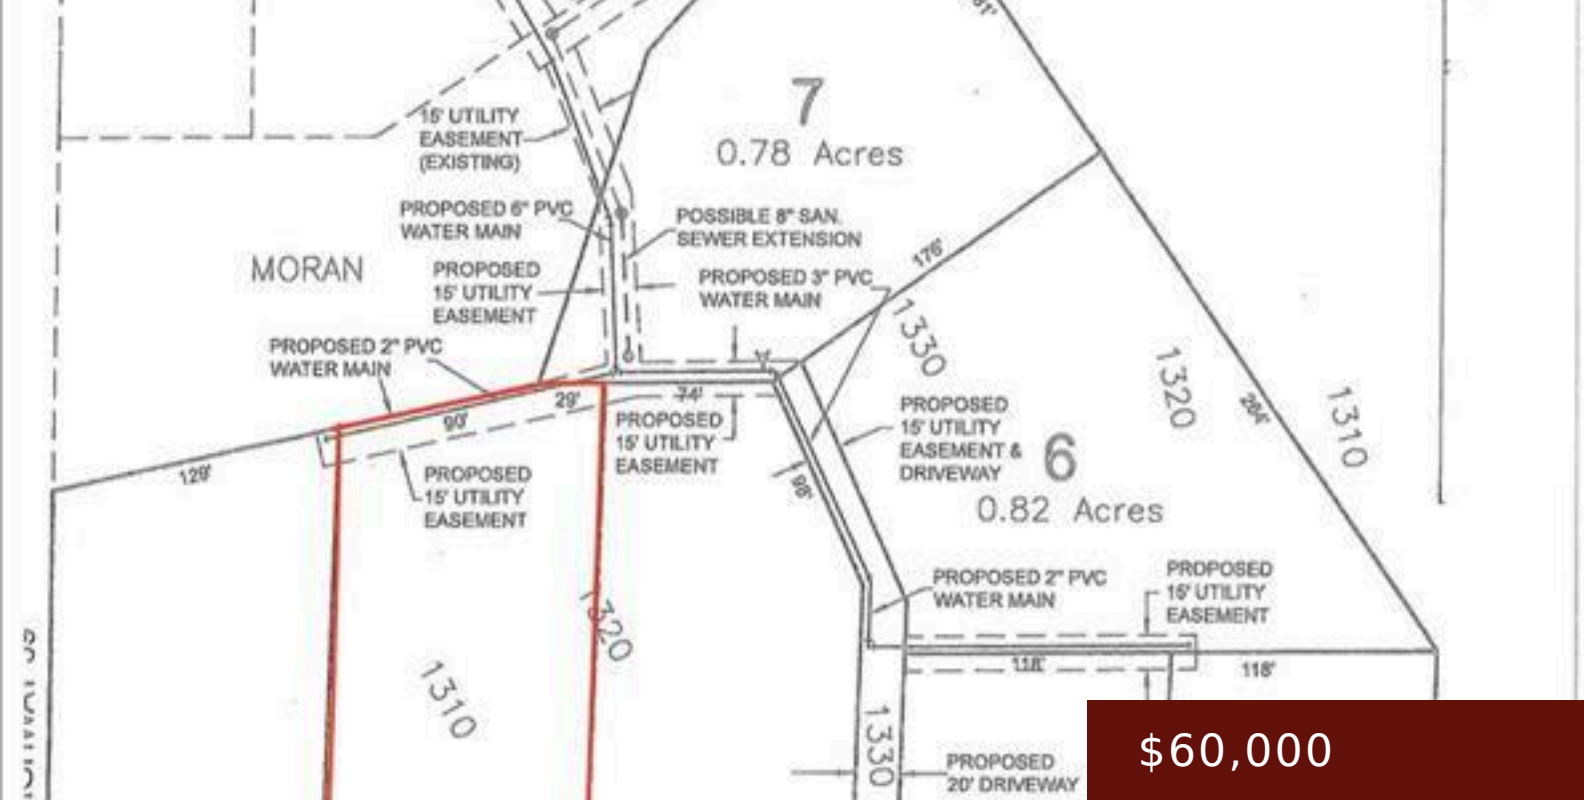 81'
7
0.78 Acres
15' UTILITY
EASEMENT
(EXISTING)
PROPOSED 6" PVC
WATER MAIN
POSSIBLE 8" SAN.
SEWER EXTENSION
MORAN
PROPOSED
15' UTILITY
EASEMENT
PROPOSED 3" PVC
WATER MAIN
176'
1330
1320
1310
264'
PROPOSED 2" PVC
WATER MAIN
29'
74'
90'
129'
PROPOSED
15' UTILITY
EASEMENT
PROPOSED
15' UTILITY
EASEMENT
PROPOSED
15' UTILITY
EASEMENT &
DRIVEWAY
98'
6
0.82 Acres
PROPOSED 2" PVC
WATER MAIN
PROPOSED
15' UTILITY
EASEMENT
118'
118'
1320
1310
1330
PROPOSED
20' DRIVEWAY
$60,000